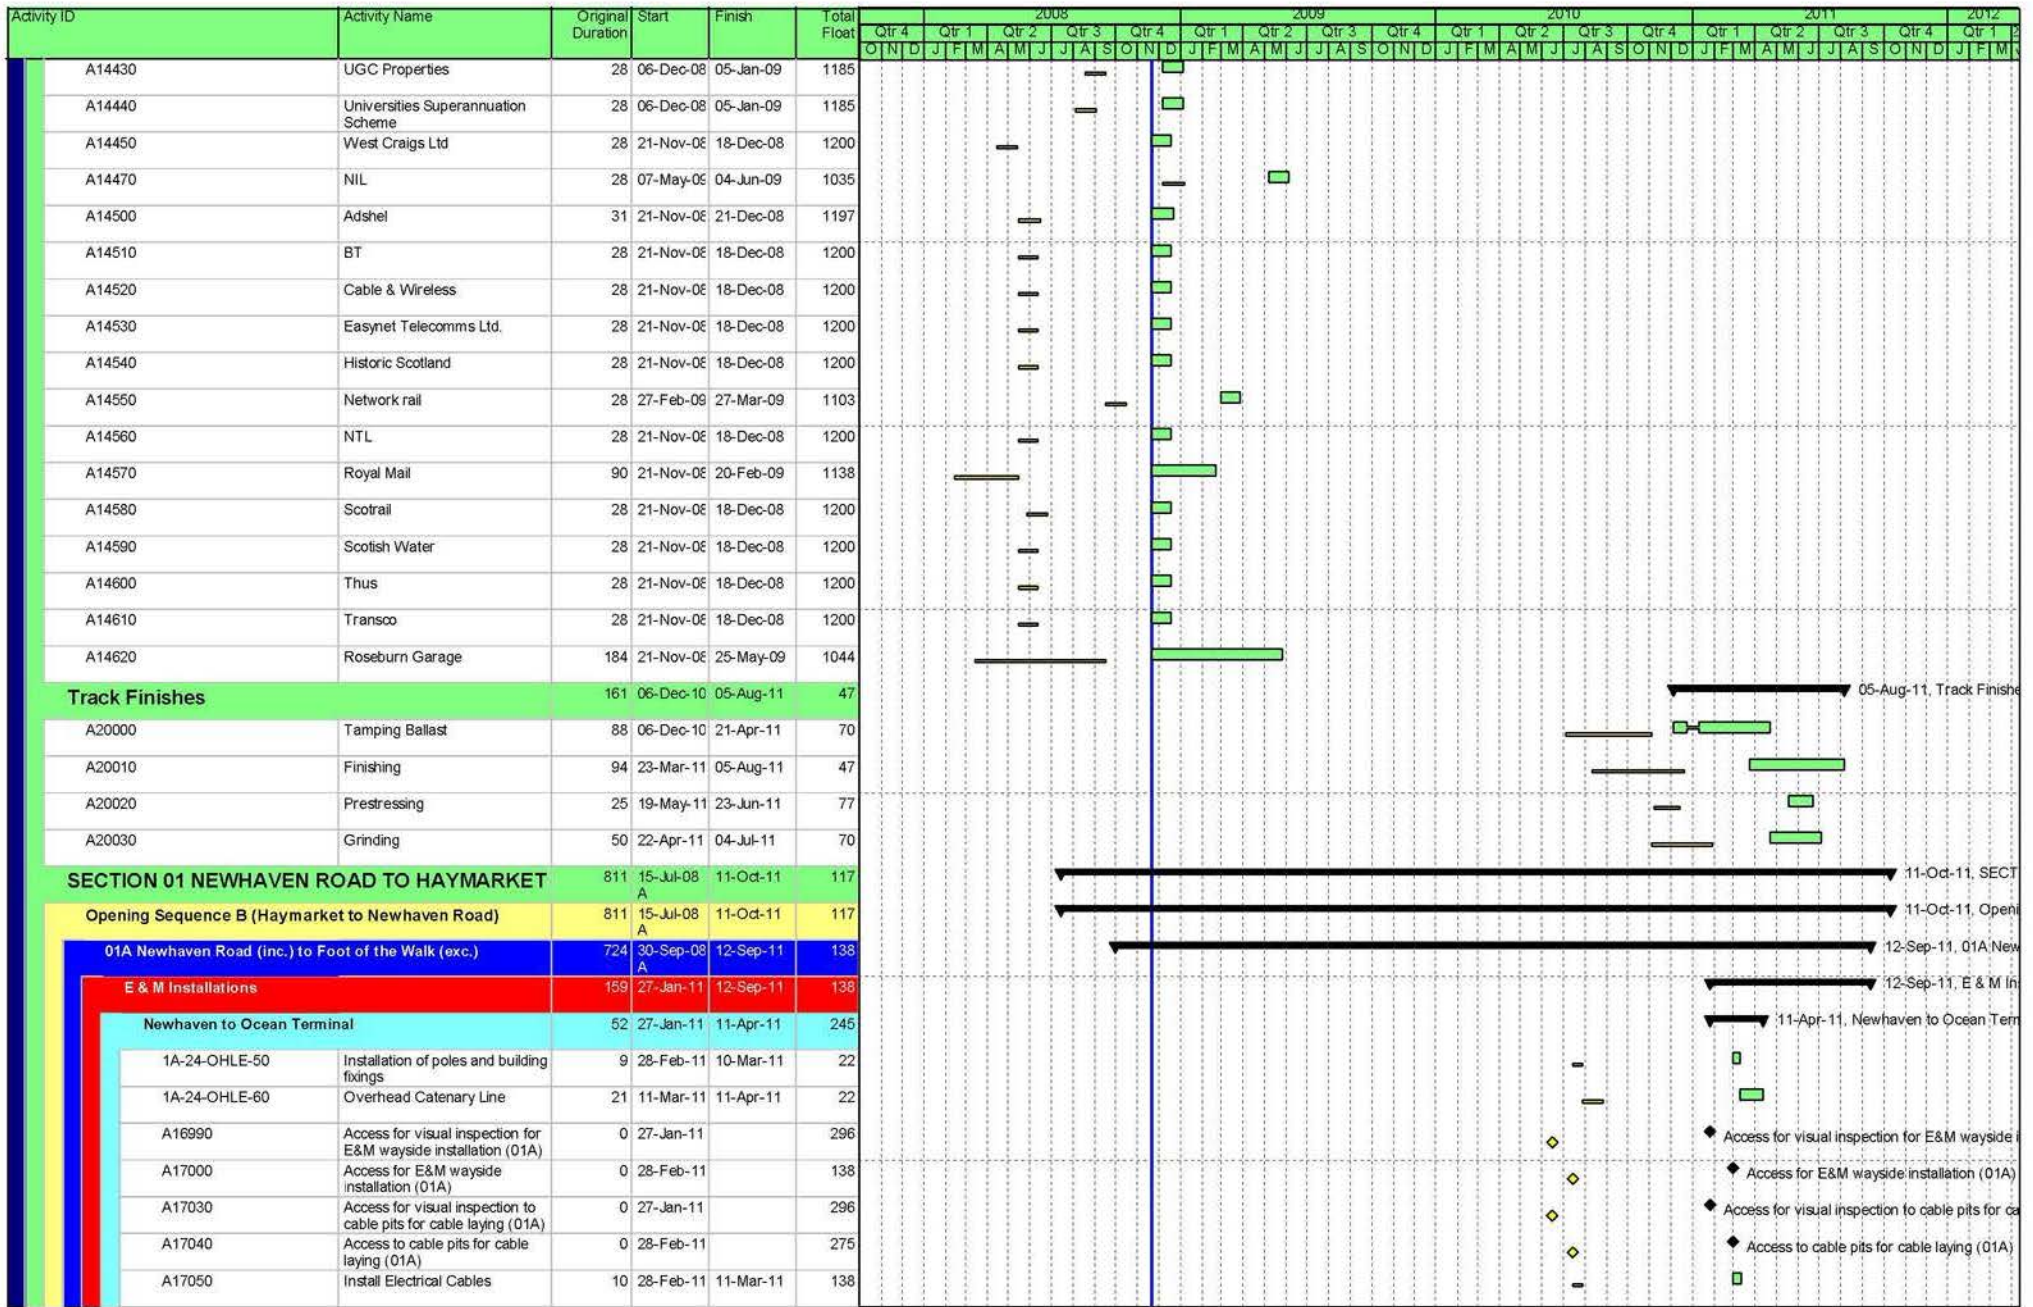 Activity ID Activity Name Original Duration Start Finish Total Float
2008 2009 2010 2011 2012
Qtr 4 Qtr 1 Qtr 2 Qtr 3 Qtr 4 Qtr 1 Qtr 2 Qtr 3 Qtr 4 Qtr 1 Qtr 2 Qtr 3 Qtr 4 Qtr 1 Qtr 2 Qtr 3 Qtr 4 Qtr 1
O N D J F M A M J J A S O N D J F M A M J J A S O N D J F M A M J J A S O N D J F M A M J J A S O N D J F M
A14430 UGC Properties 28 06-Dec-08 05-Jan-09 1185
A14440 Universities Superannuation Scheme 28 06-Dec-08 05-Jan-09 1185
A14450 West Craigs Ltd 28 21-Nov-08 18-Dec-08 1200
A14470 NIL 28 07-May-09 04-Jun-09 1035
A14500 Adshel 31 21-Nov-08 21-Dec-08 1197
A14510 BT 28 21-Nov-08 18-Dec-08 1200
A14520 Cable & Wireless 28 21-Nov-08 18-Dec-08 1200
A14530 Easynet Telecomms Ltd. 28 21-Nov-08 18-Dec-08 1200
A14540 Historic Scotland 28 21-Nov-08 18-Dec-08 1200
A14550 Network rail 28 27-Feb-09 27-Mar-09 1103
A14560 NTL 28 21-Nov-08 18-Dec-08 1200
A14570 Royal Mail 90 21-Nov-08 20-Feb-09 1138
A14580 Scotrail 28 21-Nov-08 18-Dec-08 1200
A14590 Scotish Water 28 21-Nov-08 18-Dec-08 1200
A14600 Thus 28 21-Nov-08 18-Dec-08 1200
A14610 Transco 28 21-Nov-08 18-Dec-08 1200
A14620 Roseburn Garage 184 21-Nov-08 25-May-09 1044
Track Finishes 161 06-Dec-10 05-Aug-11 47 05-Aug-11, Track Finishe
A20000 Tamping Ballast 88 06-Dec-10 21-Apr-11 70
A20010 Finishing 94 23-Mar-11 05-Aug-11 47
A20020 Prestressing 25 19-May-11 23-Jun-11 77
A20030 Grinding 50 22-Apr-11 04-Jul-11 70
SECTION 01 NEWHAVEN ROAD TO HAYMARKET 811 15-Jul-08 A 11-Oct-11 117 11-Oct-11, SECT
Opening Sequence B (Haymarket to Newhaven Road) 811 15-Jul-08 A 11-Oct-11 117 11-Oct-11, Openi
01A Newhaven Road (inc.) to Foot of the Walk (exc.) 724 30-Sep-08 A 12-Sep-11 138 12-Sep-11, 01A New
E & M Installations 159 27-Jan-11 12-Sep-11 138 12-Sep-11, E & M In
Newhaven to Ocean Terminal 52 27-Jan-11 11-Apr-11 245 11-Apr-11, Newhaven to Ocean Tern
1A-24-OHLE-50 Installation of poles and building fixings 9 28-Feb-11 10-Mar-11 22
1A-24-OHLE-60 Overhead Catenary Line 21 11-Mar-11 11-Apr-11 22
A16990 Access for visual inspection for E&M wayside installation (01A) 0 27-Jan-11 296 Access for visual inspection for E&M wayside i
A17000 Access for E&M wayside installation (01A) 0 28-Feb-11 138 Access for E&M wayside installation (01A)
A17030 Access for visual inspection to cable pits for cable laying (01A) 0 27-Jan-11 296 Access for visual inspection to cable pits for ca
A17040 Access to cable pits for cable laying (01A) 0 28-Feb-11 275 Access to cable pits for cable laying (01A)
A17050 Install Electrical Cables 10 28-Feb-11 11-Mar-11 138